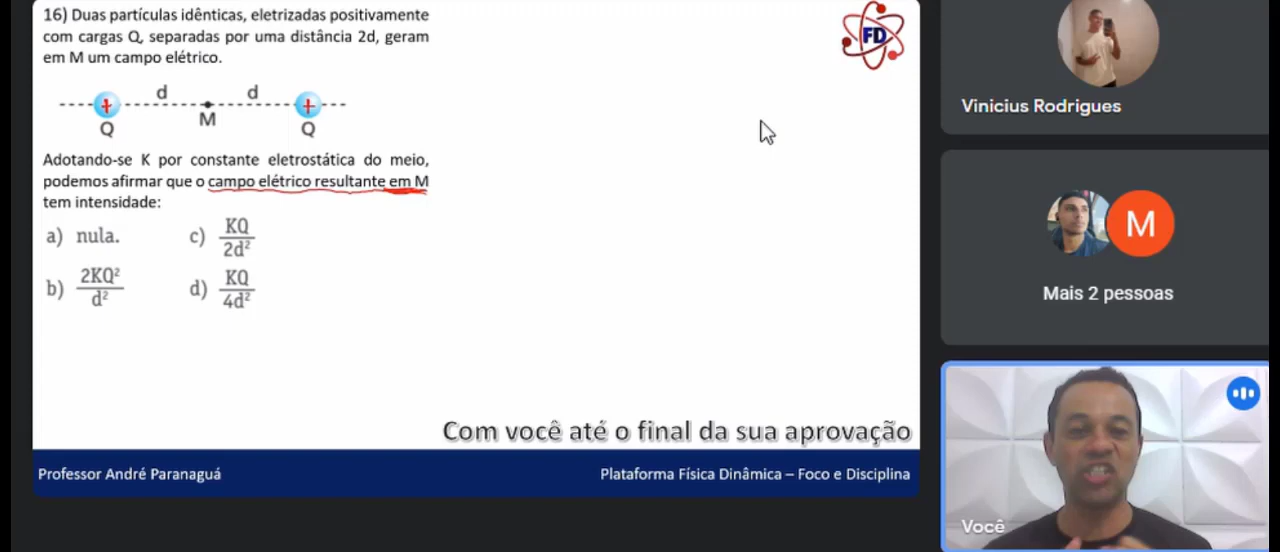 16) Duas partículas idênticas, eletrizadas positivamente
com cargas Q, separadas por uma distância 2d, geram
em M um campo elétrico.
d d
M
Q Q
Adotando-se K por constante eletrostática do meio,
podemos afirmar que o campo elétrico resultante em M
tem intensidade:
a) nula.
b) 2KQ²/d²
c) KQ/2d²
d) KQ/4d²
FD
Com você até o final da sua aprovação
Professor André Paranaguá
Plataforma Física Dinâmica – Foco e Disciplina
Vinicius Rodrigues
M
Mais 2 pessoas
Você